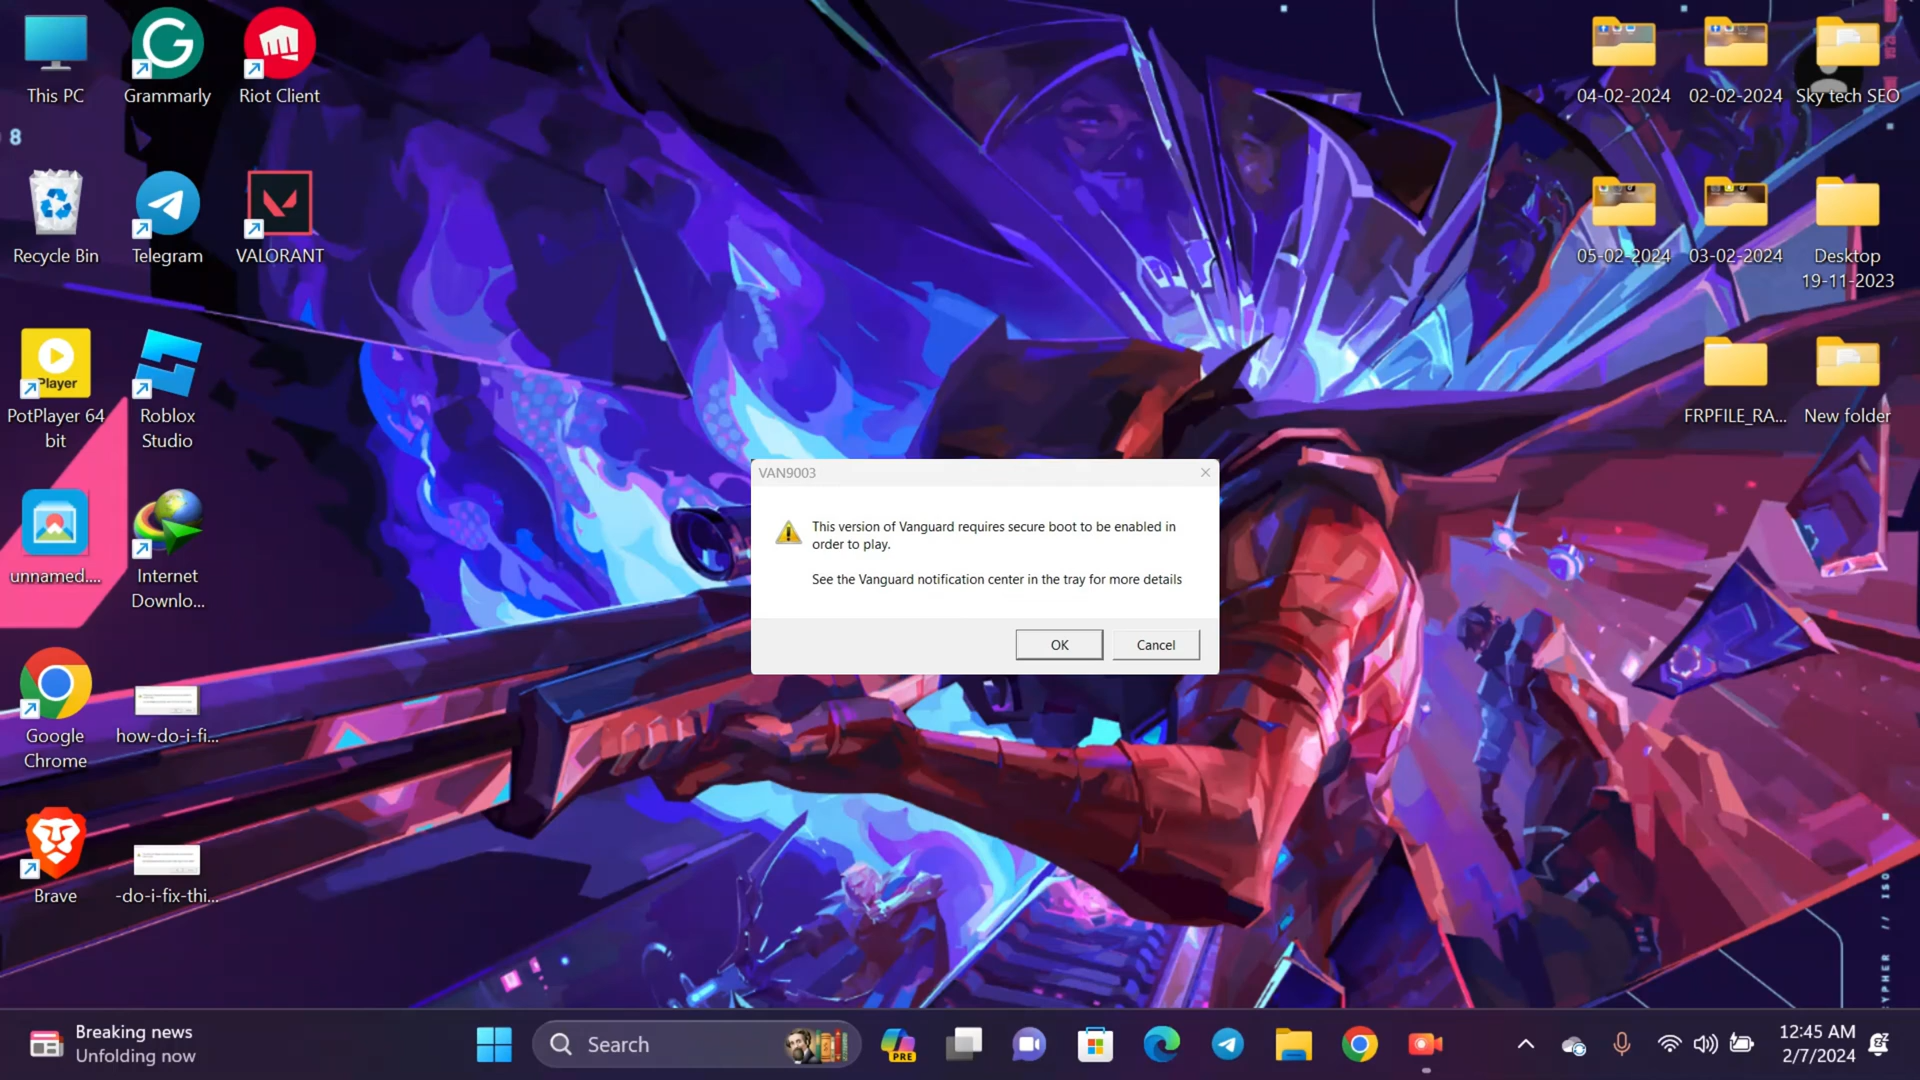 This PC
Grammarly
Riot Client
8
Recycle Bin
Telegram
VALORANT
Player
PotPlayer 64
bit
Roblox
Studio
unnamed....
Internet
Downlo...
Google
Chrome
how-do-i-fi...
Brave
-do-i-fix-thi...
04-02-2024
02-02-2024
Sky tech SEO
05-02-2024
03-02-2024
Desktop
19-11-2023
FRPFILE_RA...
New folder
VAN9003
This version of Vanguard requires secure boot to be enabled in
order to play.
See the Vanguard notification center in the tray for more details
OK
Cancel
CYPHER // ISO
Breaking news
Unfolding now
Search
PRE
12:45 AM
2/7/2024